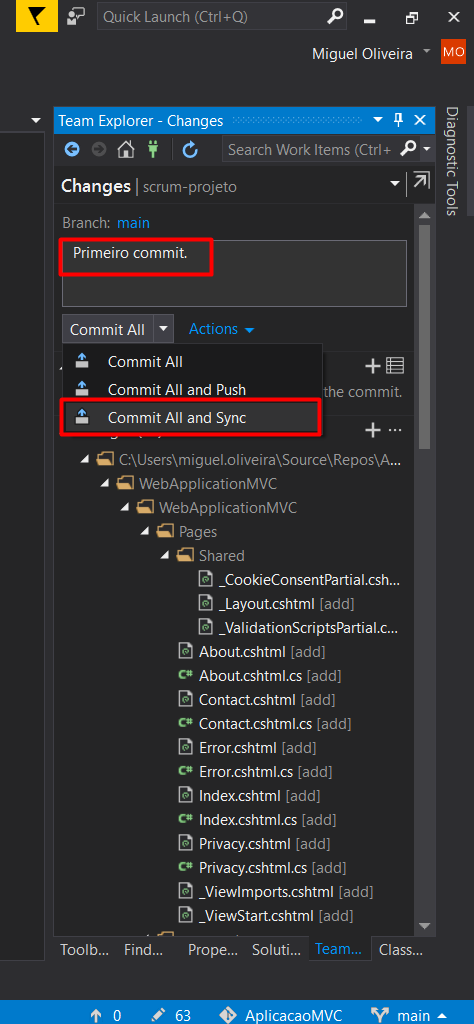 Quick Launch (Ctrl+Q)
Miguel Oliveira
MO
Diagnostic Tools
Team Explorer - Changes
Search Work Items (Ctrl+
Changes | scrum-projeto
Branch: main
Primeiro commit.
Commit All
Actions
Commit All
Commit All and Push
the commit.
Commit All and Sync
C:\Users\miguel.oliveira\Source\Repos\A...
WebApplicationMVC
WebApplicationMVC
Pages
Shared
_CookieConsentPartial.csh...
_Layout.cshtml [add]
_ValidationScriptsPartial.c...
About.cshtml [add]
C# About.cshtml.cs [add]
Contact.cshtml [add]
C# Contact.cshtml.cs [add]
Error.cshtml [add]
C# Error.cshtml.cs [add]
Index.cshtml [add]
C# Index.cshtml.cs [add]
Privacy.cshtml [add]
C# Privacy.cshtml.cs [add]
_ViewImports.cshtml [add]
_ViewStart.cshtml [add]
Toolb... Find... Prope... Soluti... Team... Class...
0 63 AplicacaoMVC main